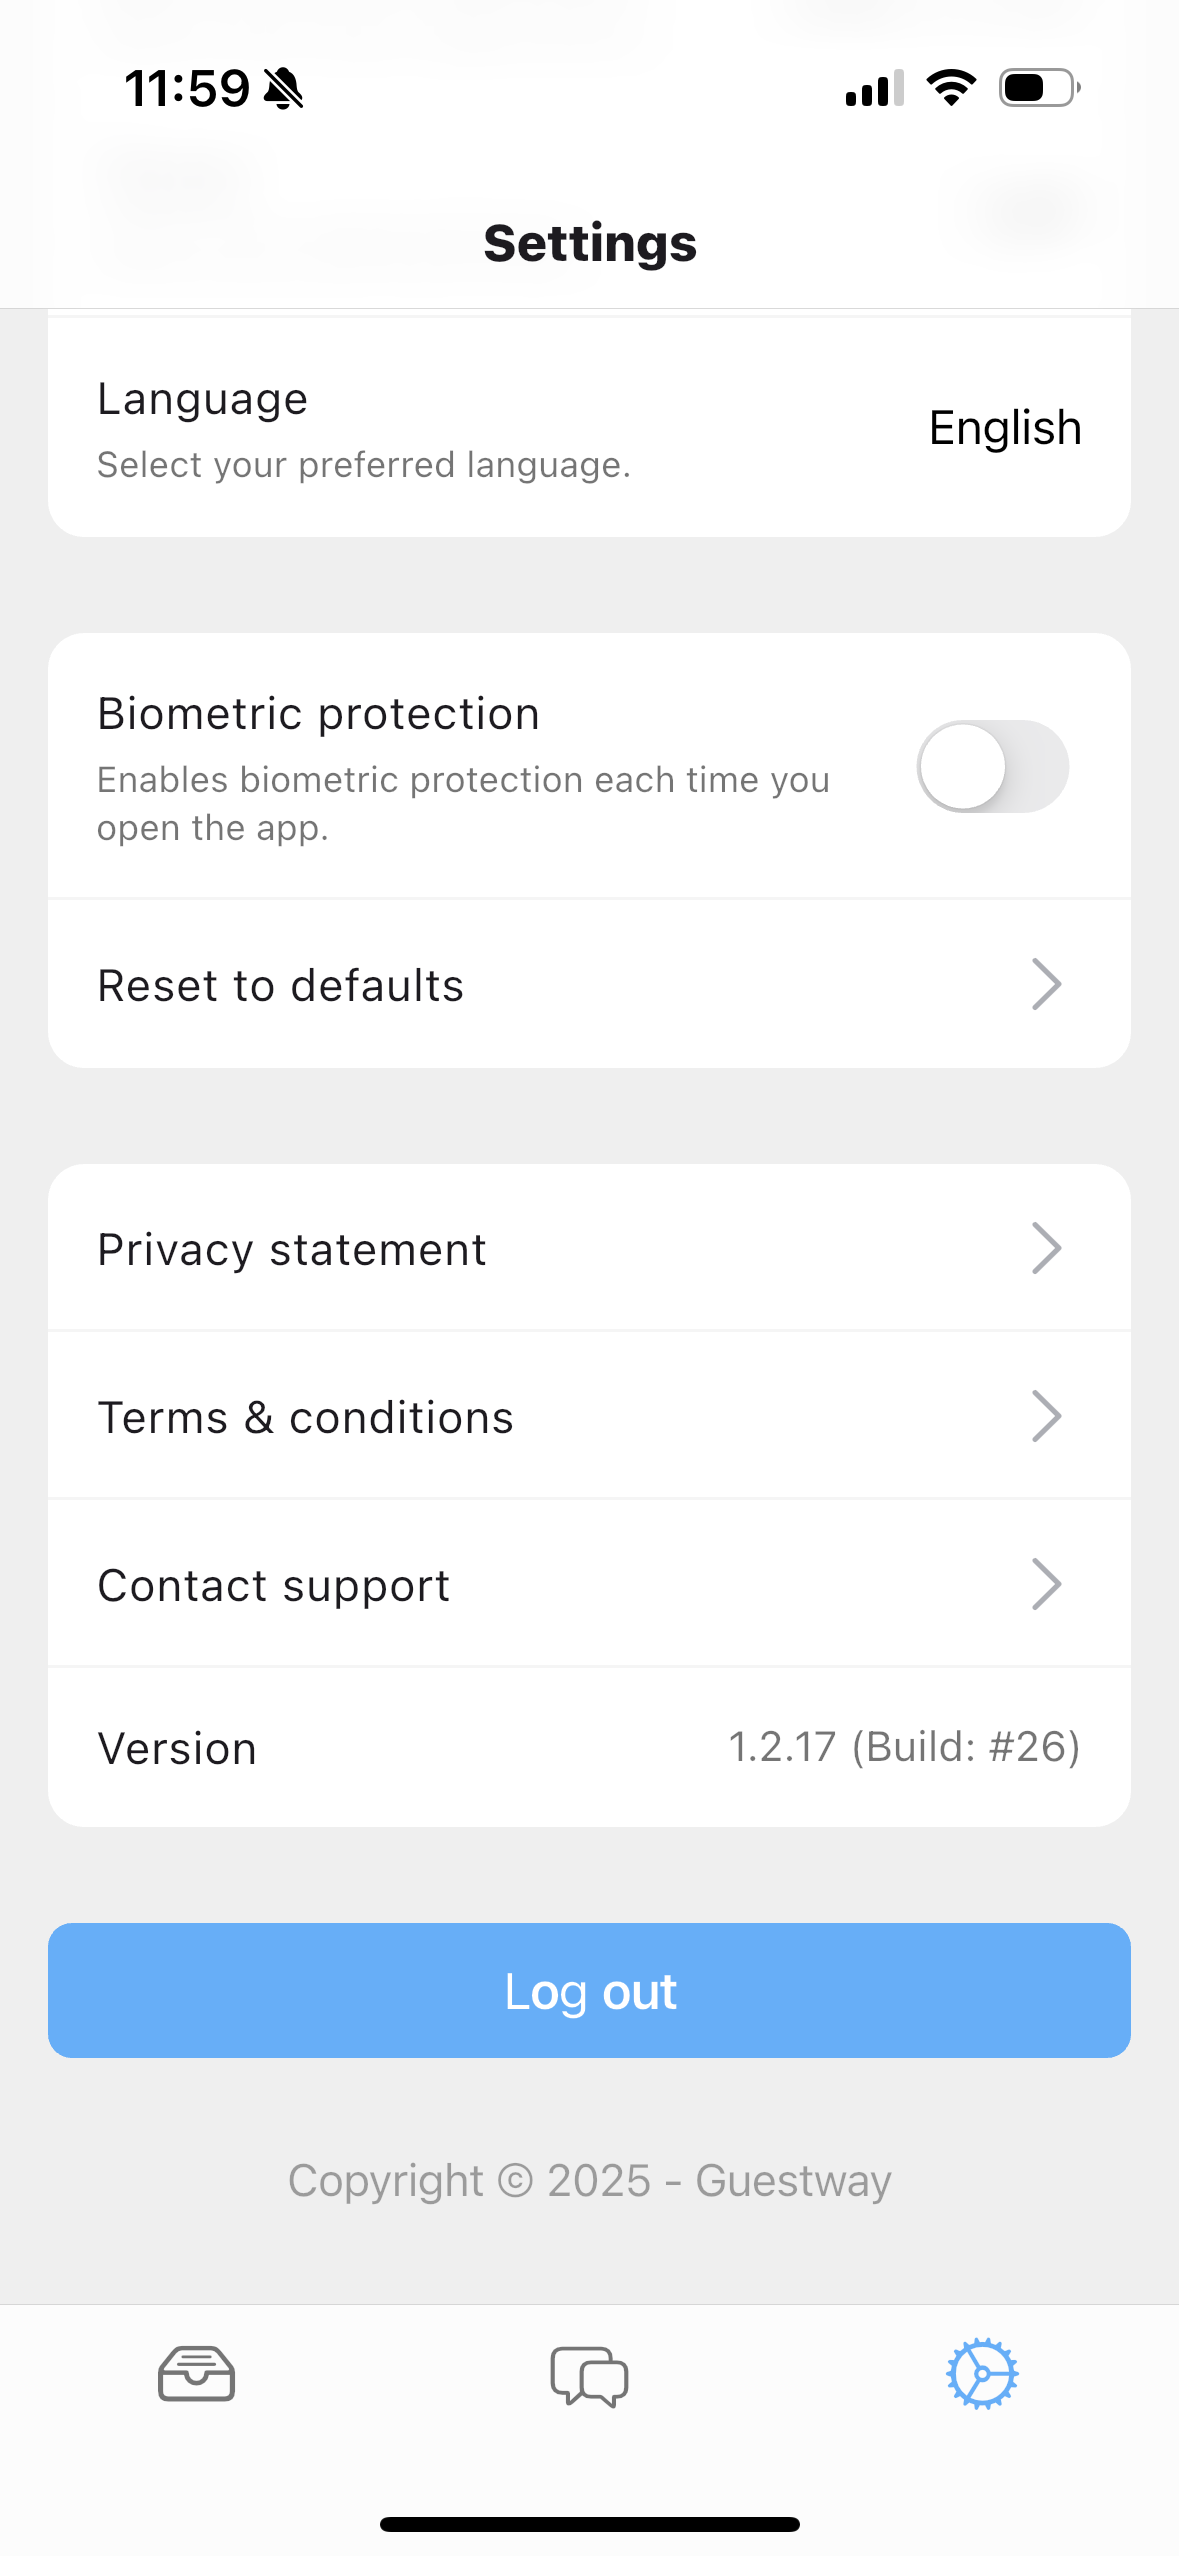 11:59
Settings
Language
English
Select your preferred language.
Biometric protection
Enables biometric protection each time you
open the app.
Reset to defaults
Privacy statement
Terms & conditions
Contact support
Version
1.2.17 (Build: #26)
Log out
Copyright © 2025 - Guestway